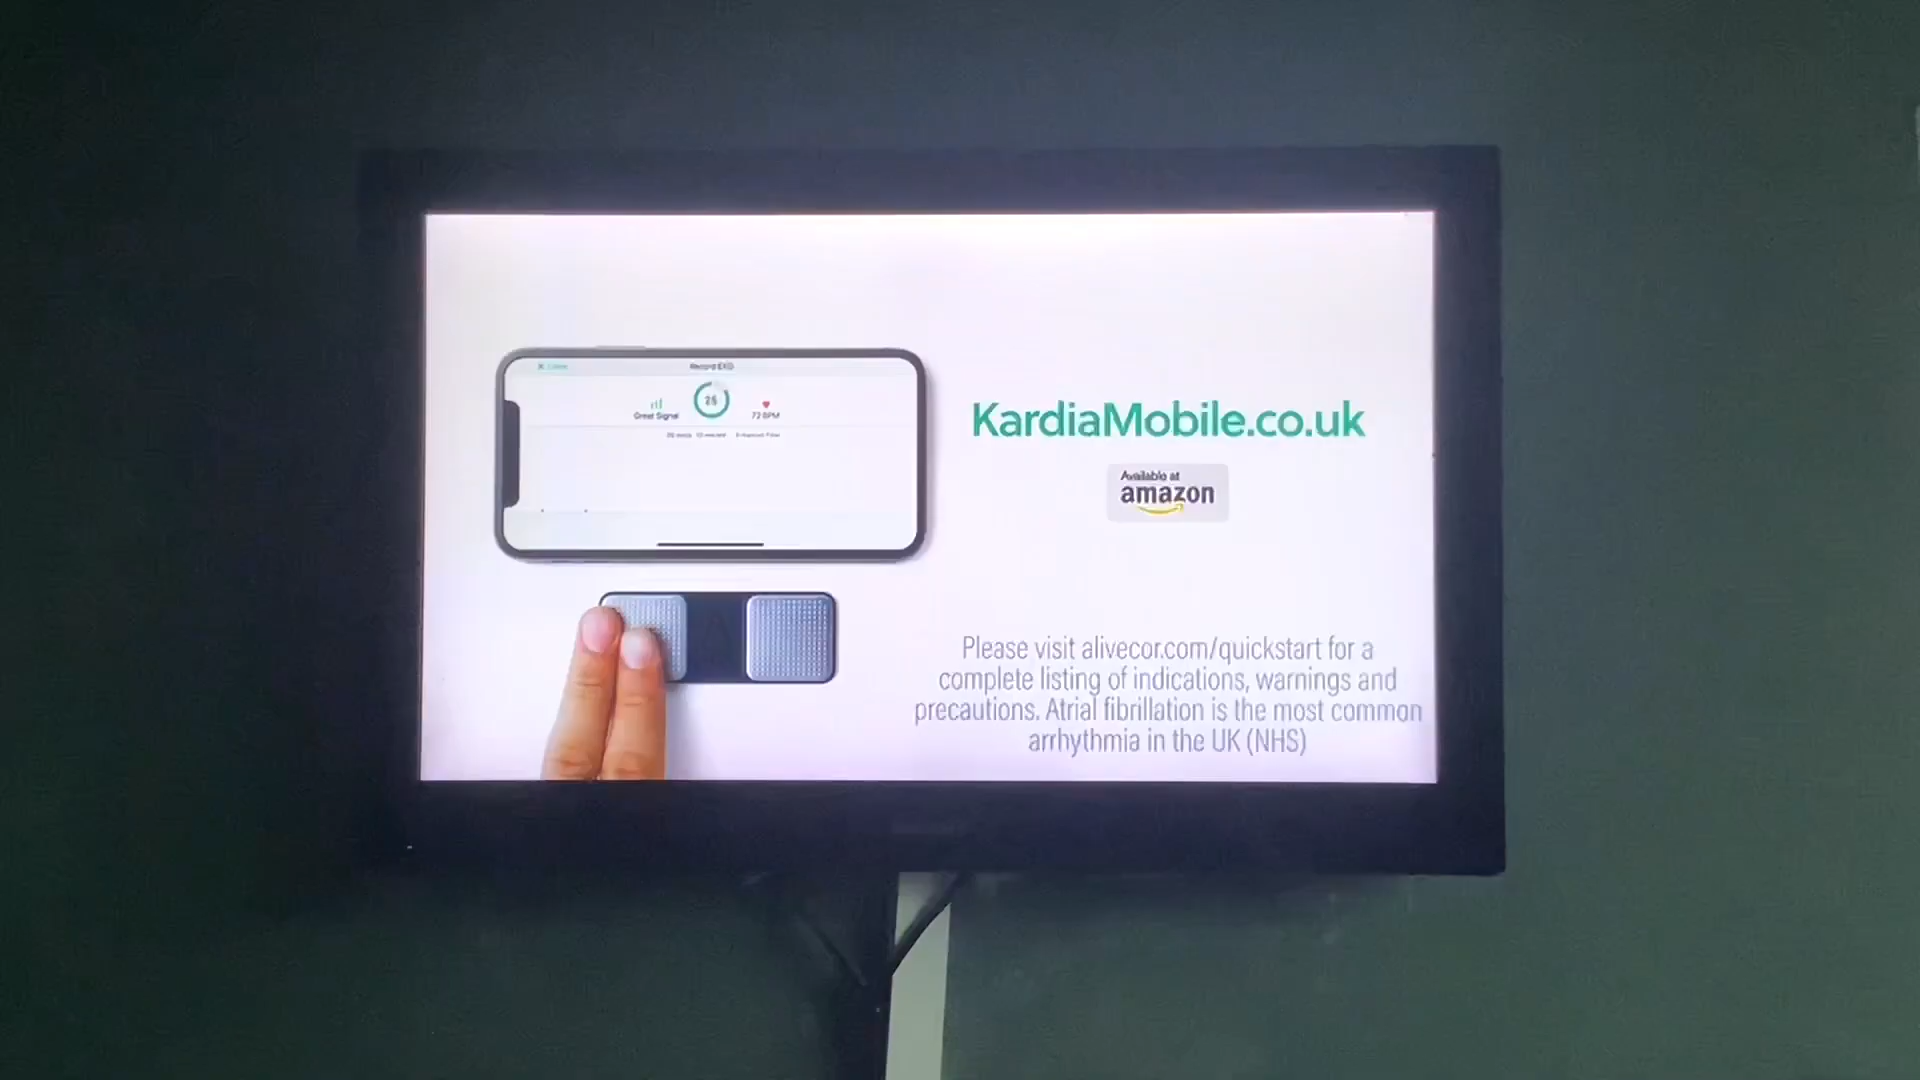 Record EKG
26
Great Signal
72 BPM
KardiaMobile.co.uk
Available at
amazon
Please visit alivecor.com/quickstart for a
complete listing of indications, warnings and
precautions. Atrial fibrillation is the most common
arrhythmia in the UK (NHS)